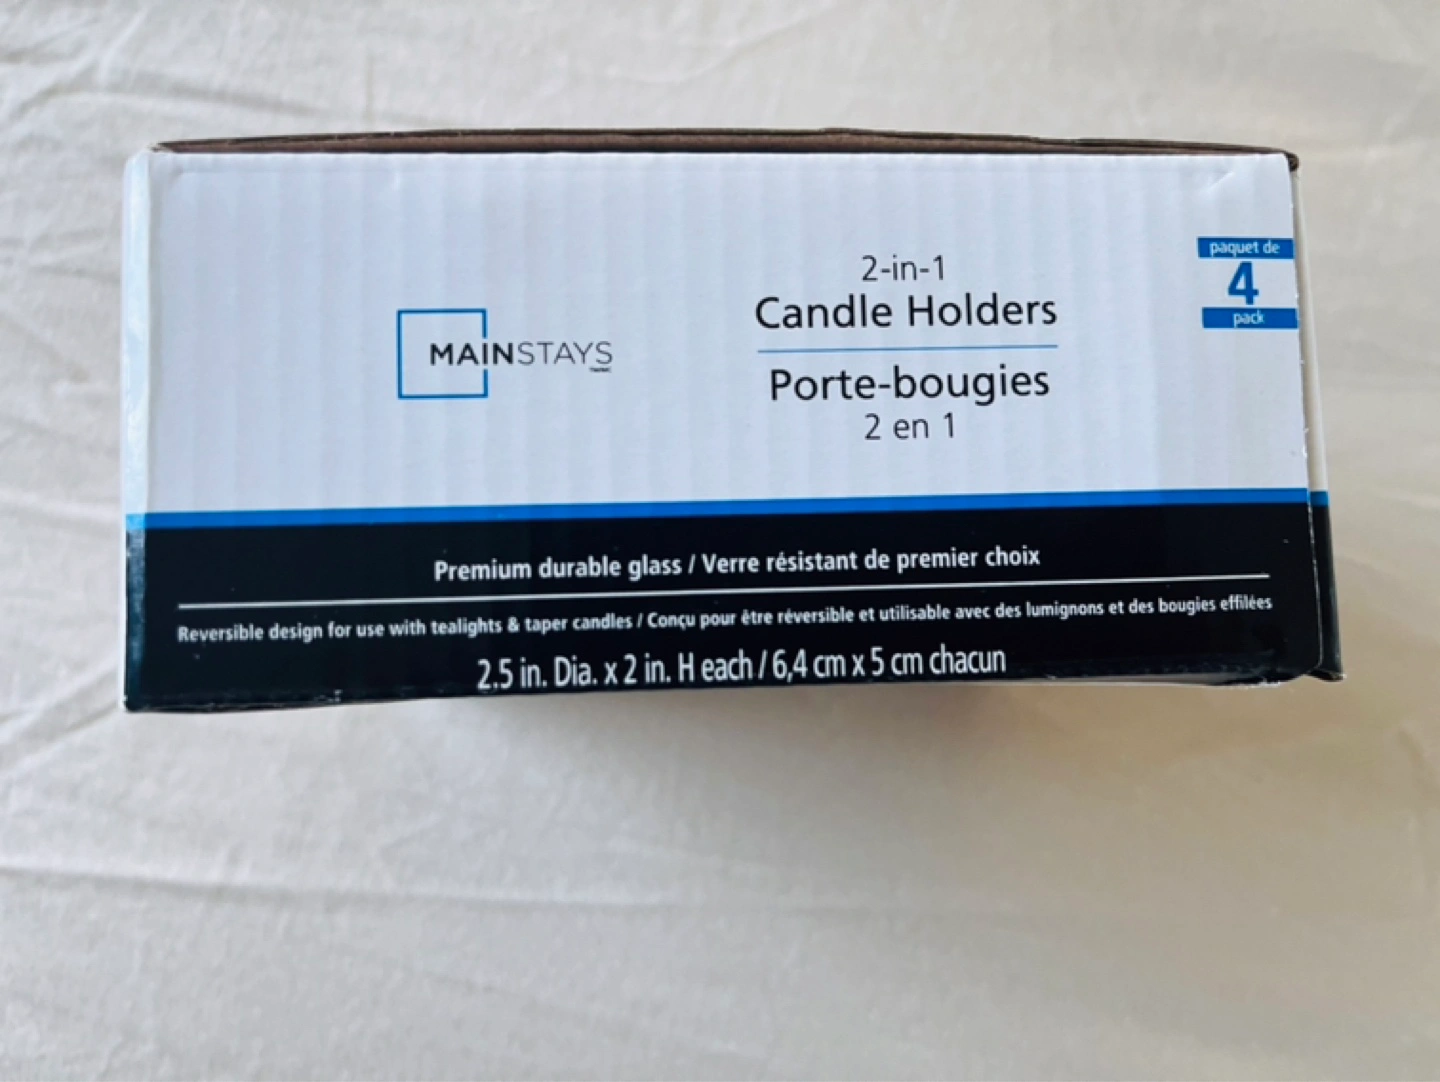 MAINSTAYS
2-in-1
Candle Holders
Porte-bougies
2 en 1
paquet de
4
pack
Premium durable glass / Verre résistant de premier choix
Reversible design for use with tealights & taper candles / Conçu pour être réversible et utilisable avec des lumignons et des bougies effilées
2.5 in. Dia. x 2 in. H each / 6,4 cm x 5 cm chacun